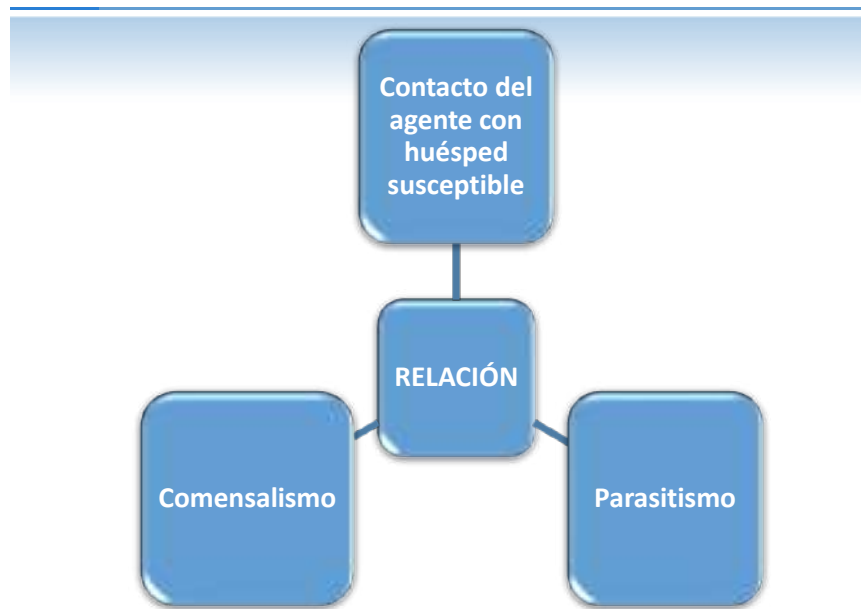 Contacto del
agente con
huésped
susceptible
RELACIÓN
Comensalismo
Parasitismo